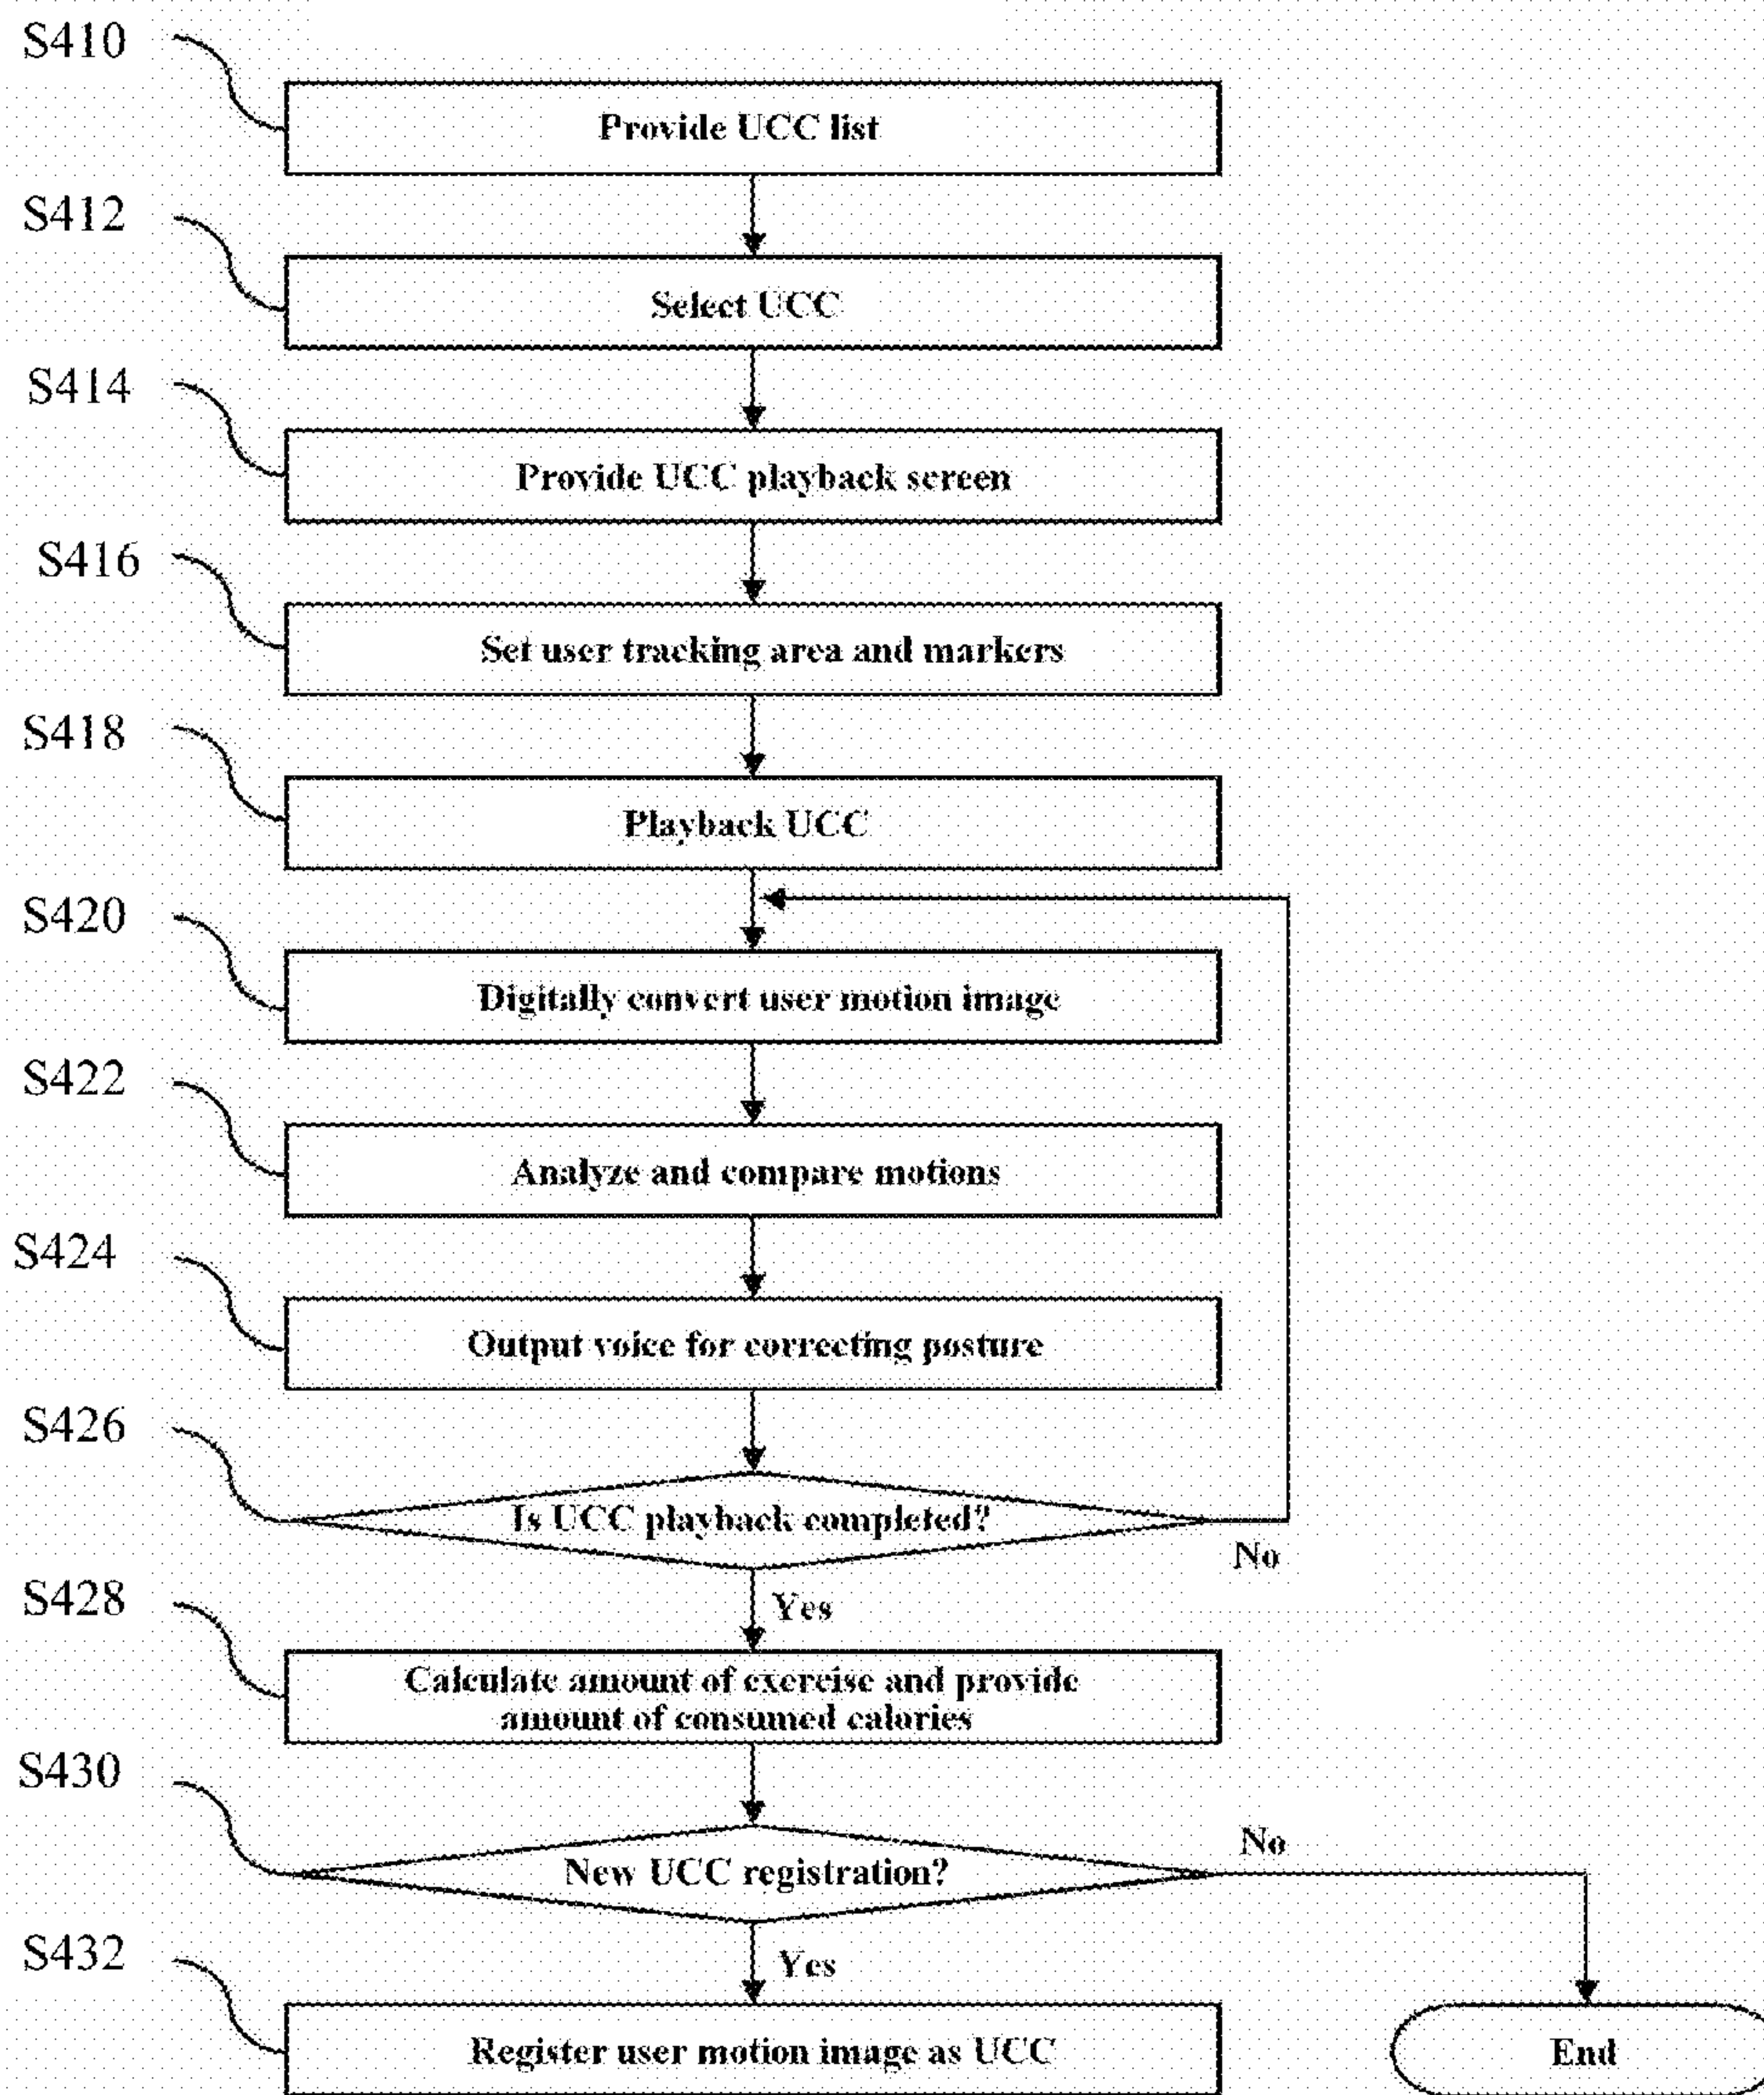 S410
Provide UCC list
S412
Select UCC
S414
Provide UCC playback screen
S416
Set user tracking area and markers
S418
Playback UCC
S420
Digitally convert user motion image
S422
Analyze and compare motions
S424
Output voice for correcting posture
S426
Is UCC playback completed?
No
Yes
S428
Calculate amount of exercise and provide
amount of consumed calories
S430
New UCC registration?
No
Yes
S432
Register user motion image as UCC
End